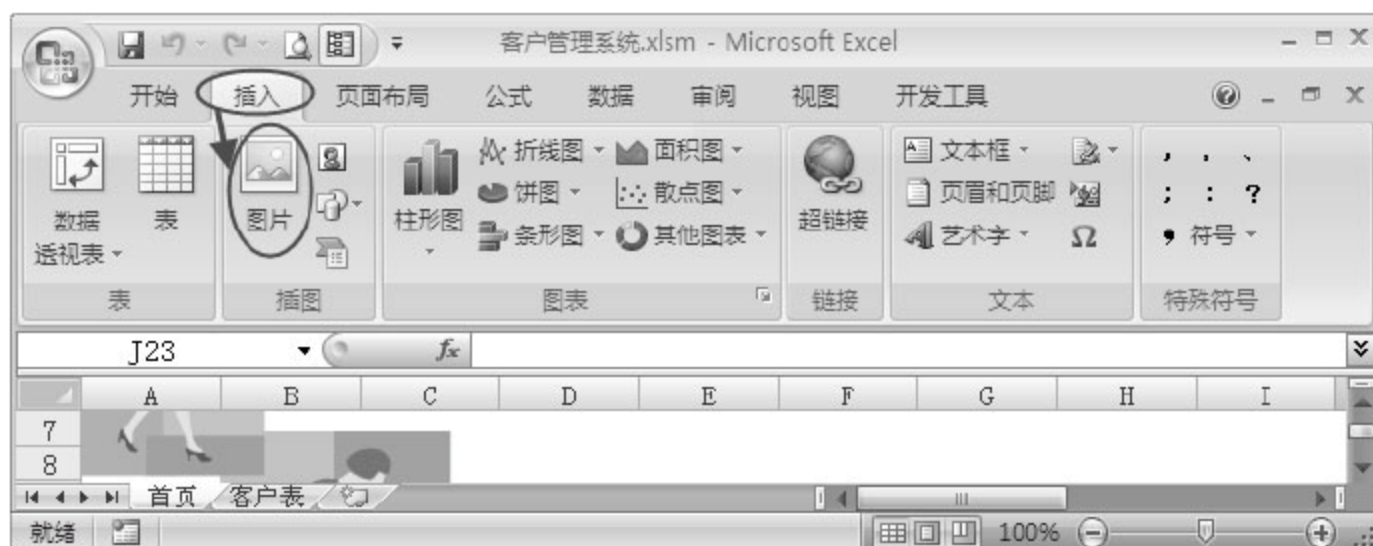 客户管理系统.xlsm - Microsoft Excel
开始 插入 页面布局 公式 数据 审阅 视图 开发工具
数据透视表 表 图片 柱形图 折线图 面积图 超链接 文本框 , , 、
饼图 散点图 页眉和页脚 ; : ?
条形图 其他图表 艺术字 Ω , 符号
表 插图 图表 链接 文本 特殊符号
J23 fx
A B C D E F G H I
7
8
首页 客户表
就绪 100%